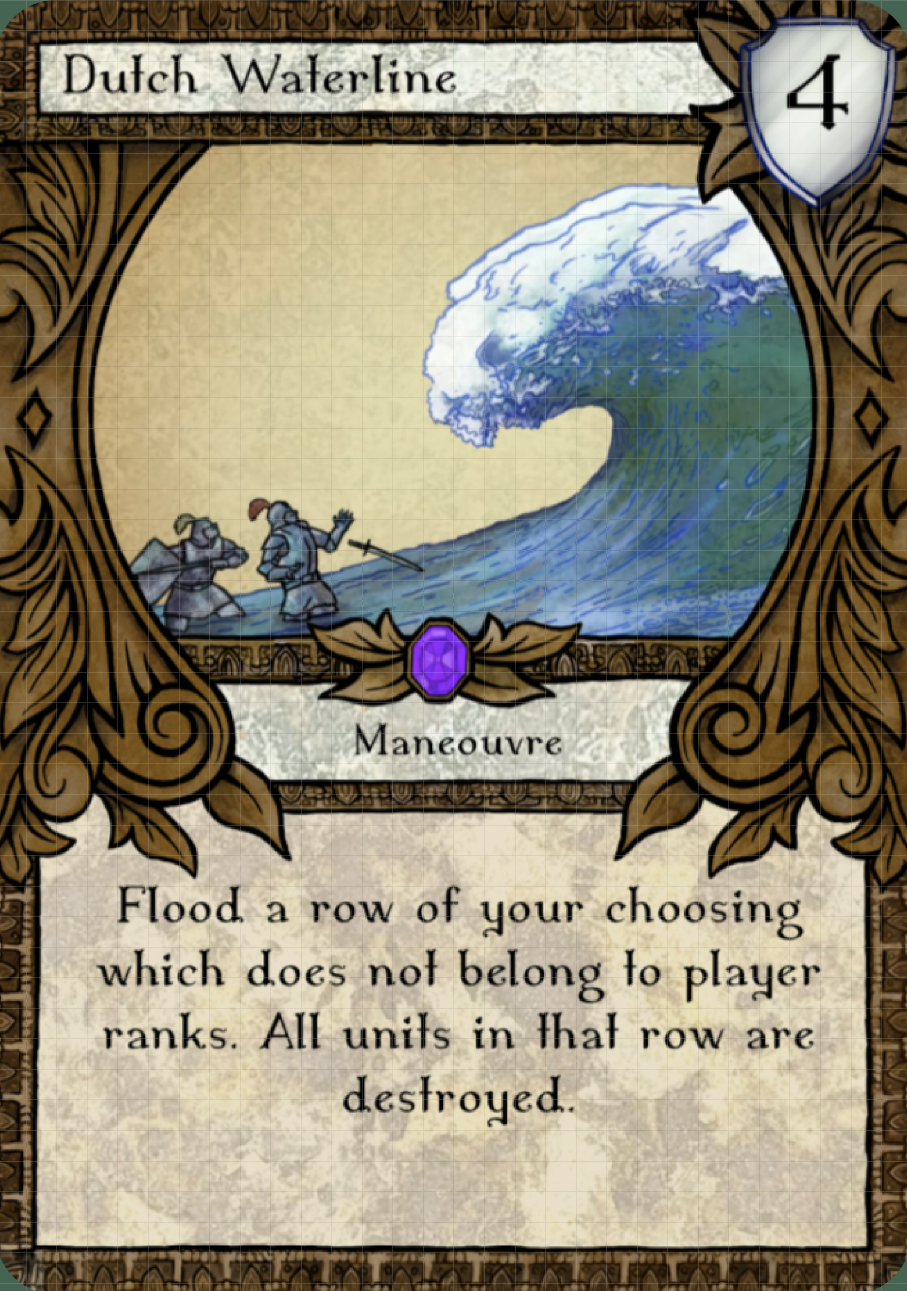 Dutch Waterline
4
Maneouvre
Flood a row of your choosing
which does not belong to player
ranks. All units in that row are
destroyed.